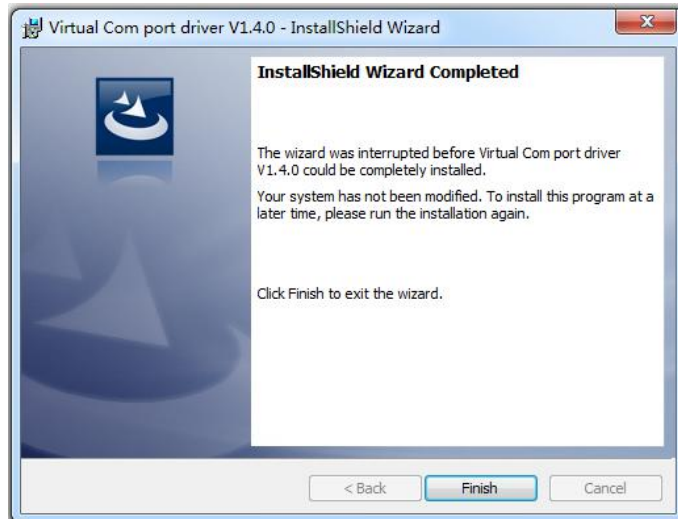 Virtual Com port driver V1.4.0 - InstallShield Wizard
InstallShield Wizard Completed
The wizard was interrupted before Virtual Com port driver
V1.4.0 could be completely installed.
Your system has not been modified. To install this program at a
later time, please run the installation again.
Click Finish to exit the wizard.
< Back
Finish
Cancel